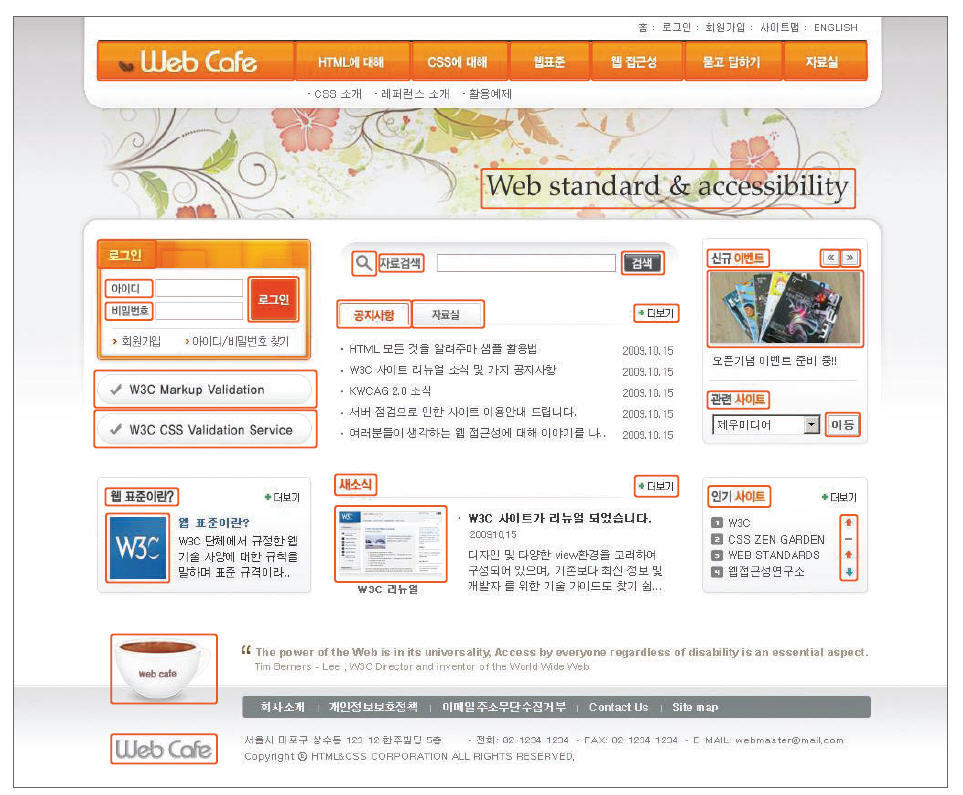 홈 : 로그인 : 회원가입 : 사이트맵 : ENGLISH
Web Cafe HTML에 대해 CSS에 대해 웹표준 웹 접근성 묻고 답하기 자료실
· CSS 소개 · 레퍼런스 소개 · 활용예제
Web standard & accessibility
로그인
아이디
비밀번호
로그인
› 회원가입 › 아이디/비밀번호 찾기
W3C Markup Validation
W3C CSS Validation Service
자료검색 검색
공지사항 자료실 더보기
· HTML 모든 것을 알려주마 샘플 활용법 2009.10.15
· W3C 사이트 리뉴얼 소식 및 가지 공지사항 2009.10.15
· KWCAG 2.0 소식 2009.10.15
· 서버 점검으로 인한 사이트 이용안내 드립니다. 2009.10.15
· 여러분들이 생각하는 웹 접근성에 대해 이야기를 나.. 2009.10.15
신규 이벤트 « »
오픈기념 이벤트 준비 중!!
관련 사이트
제우미디어 이동
웹 표준이란? 더보기
W3C
웹 표준이란?
W3C 단체에서 규정한 웹
기술 사양에 대한 규칙을
말하며 표준 규격이라..
새소식 더보기
W3C
W3C 리뉴얼
· W3C 사이트가 리뉴얼 되었습니다.
20091015
디자인 및 다양한 view환경을 고려하여
구성되어 있으며, 기존보다 최신 정보 및
개발자 를 위한 기술 가이드도 찾기 쉽...
인기 사이트 더보기
1 W3C
2 CSS ZEN GARDEN
3 WEB STANDARDS
4 웹접근성연구소
web cafe
“ The power of the Web is in its universality, Access by everyone regardless of disability is an essential aspect.
Tim Berners - Lee , W3C Director and inventor of the World Wide Web
회사소개 | 개인정보보호정책 | 이메일주소무단수집거부 | Contact Us | Site map
Web Cafe
서울시 마포구 상수동 123-12 한주빌딩 5층 - 전화: 02-1234-1234 - FAX: 02-1234-1234 - E-MAIL: webmaster@mail.com
Copyright ⓒ HTML&CSS CORPORATION ALL RIGHTS RESERVED.